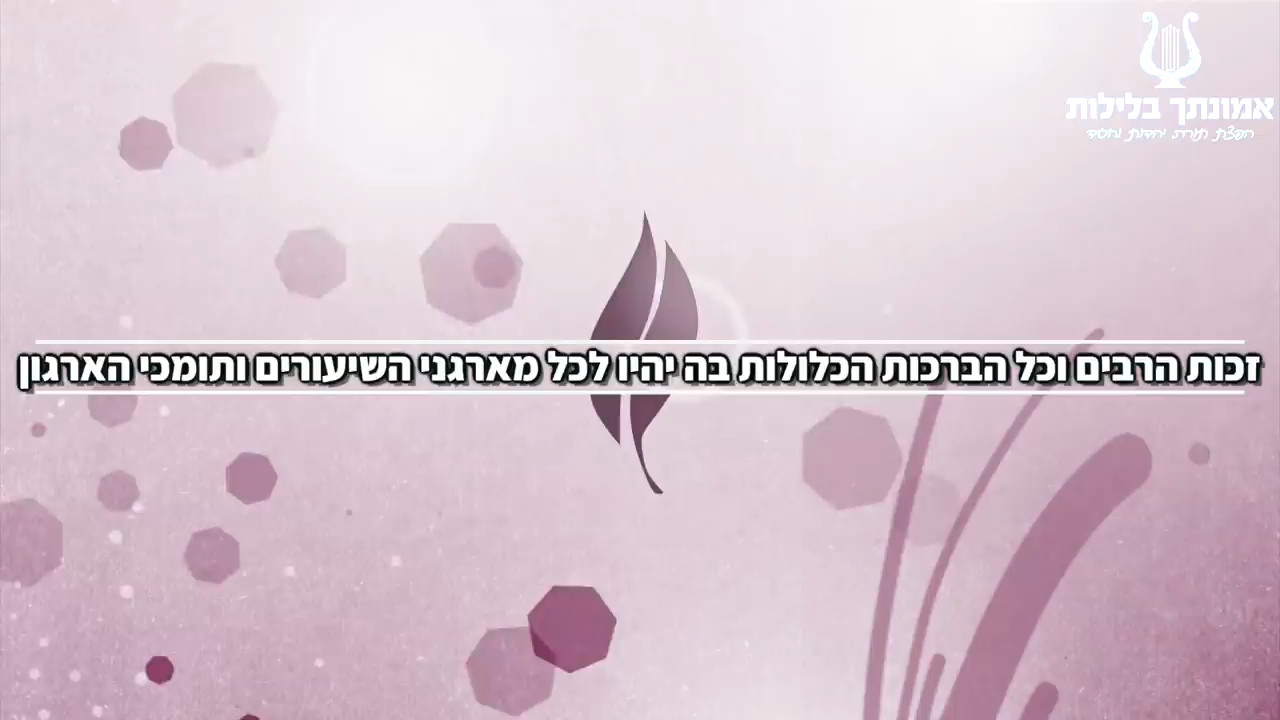 אמונתך בלילות
הפצת תורה יהדות וחסד
זכות הרבים וכל הברכות הכלולות בה יהיו לכל מארגני השיעורים ותומכי הארגון